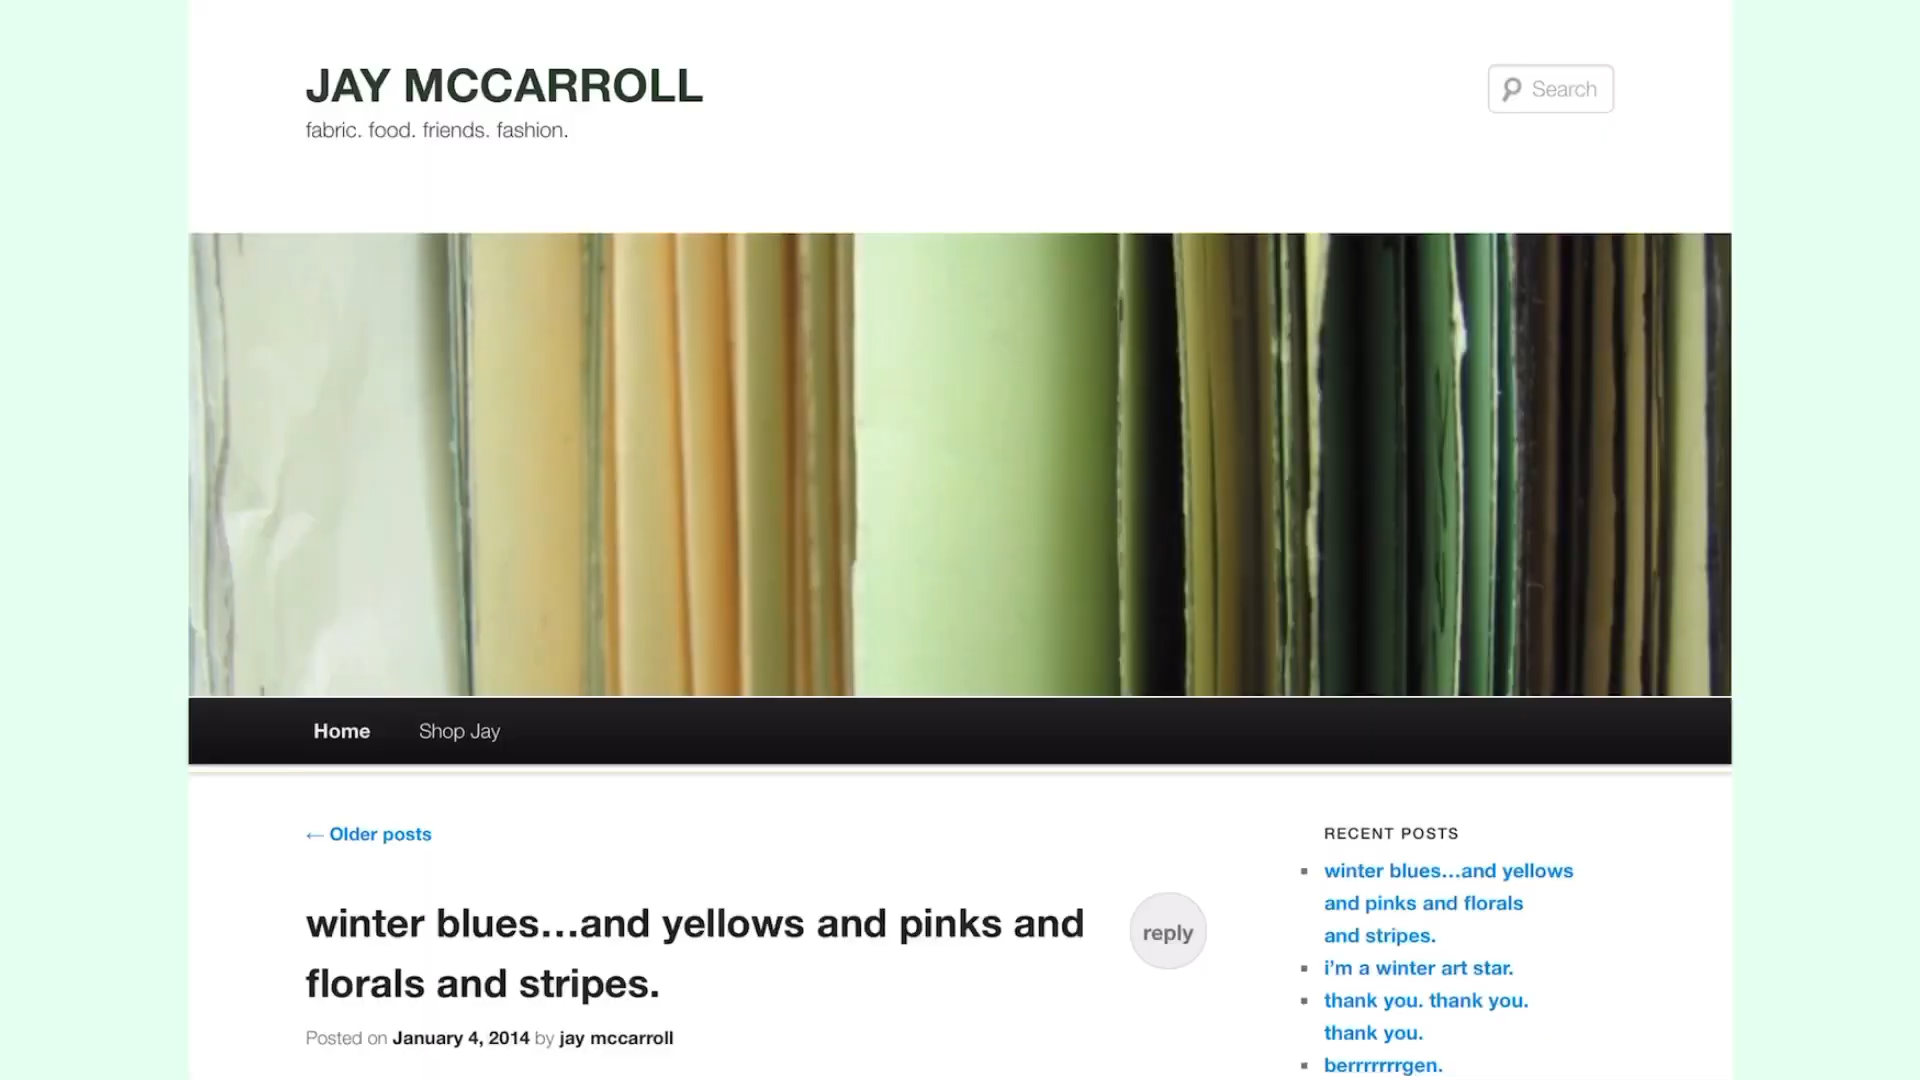 JAY MCCARROLL
fabric. food. friends. fashion.
Search
Home
Shop Jay
← Older posts
winter blues…and yellows and pinks and
florals and stripes.
reply
Posted on January 4, 2014 by jay mccarroll
RECENT POSTS
winter blues…and yellows
and pinks and florals
and stripes.
i’m a winter art star.
thank you. thank you.
thank you.
berrrrrrrgen.